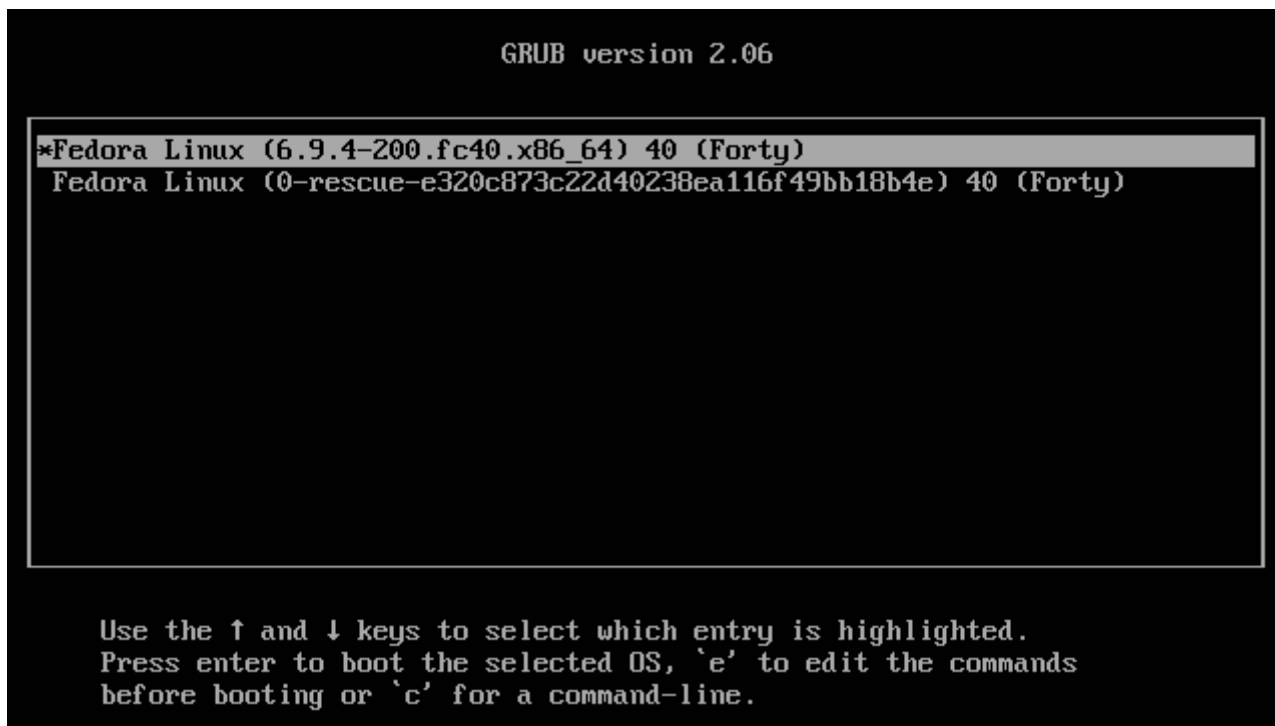 GRUB version 2.06
*Fedora Linux (6.9.4-200.fc40.x86_64) 40 (Forty)
Fedora Linux (0-rescue-e320c873c22d40238ea116f49bb18b4e) 40 (Forty)
Use the ↑ and ↓ keys to select which entry is highlighted.
Press enter to boot the selected OS, `e' to edit the commands
before booting or `c' for a command-line.